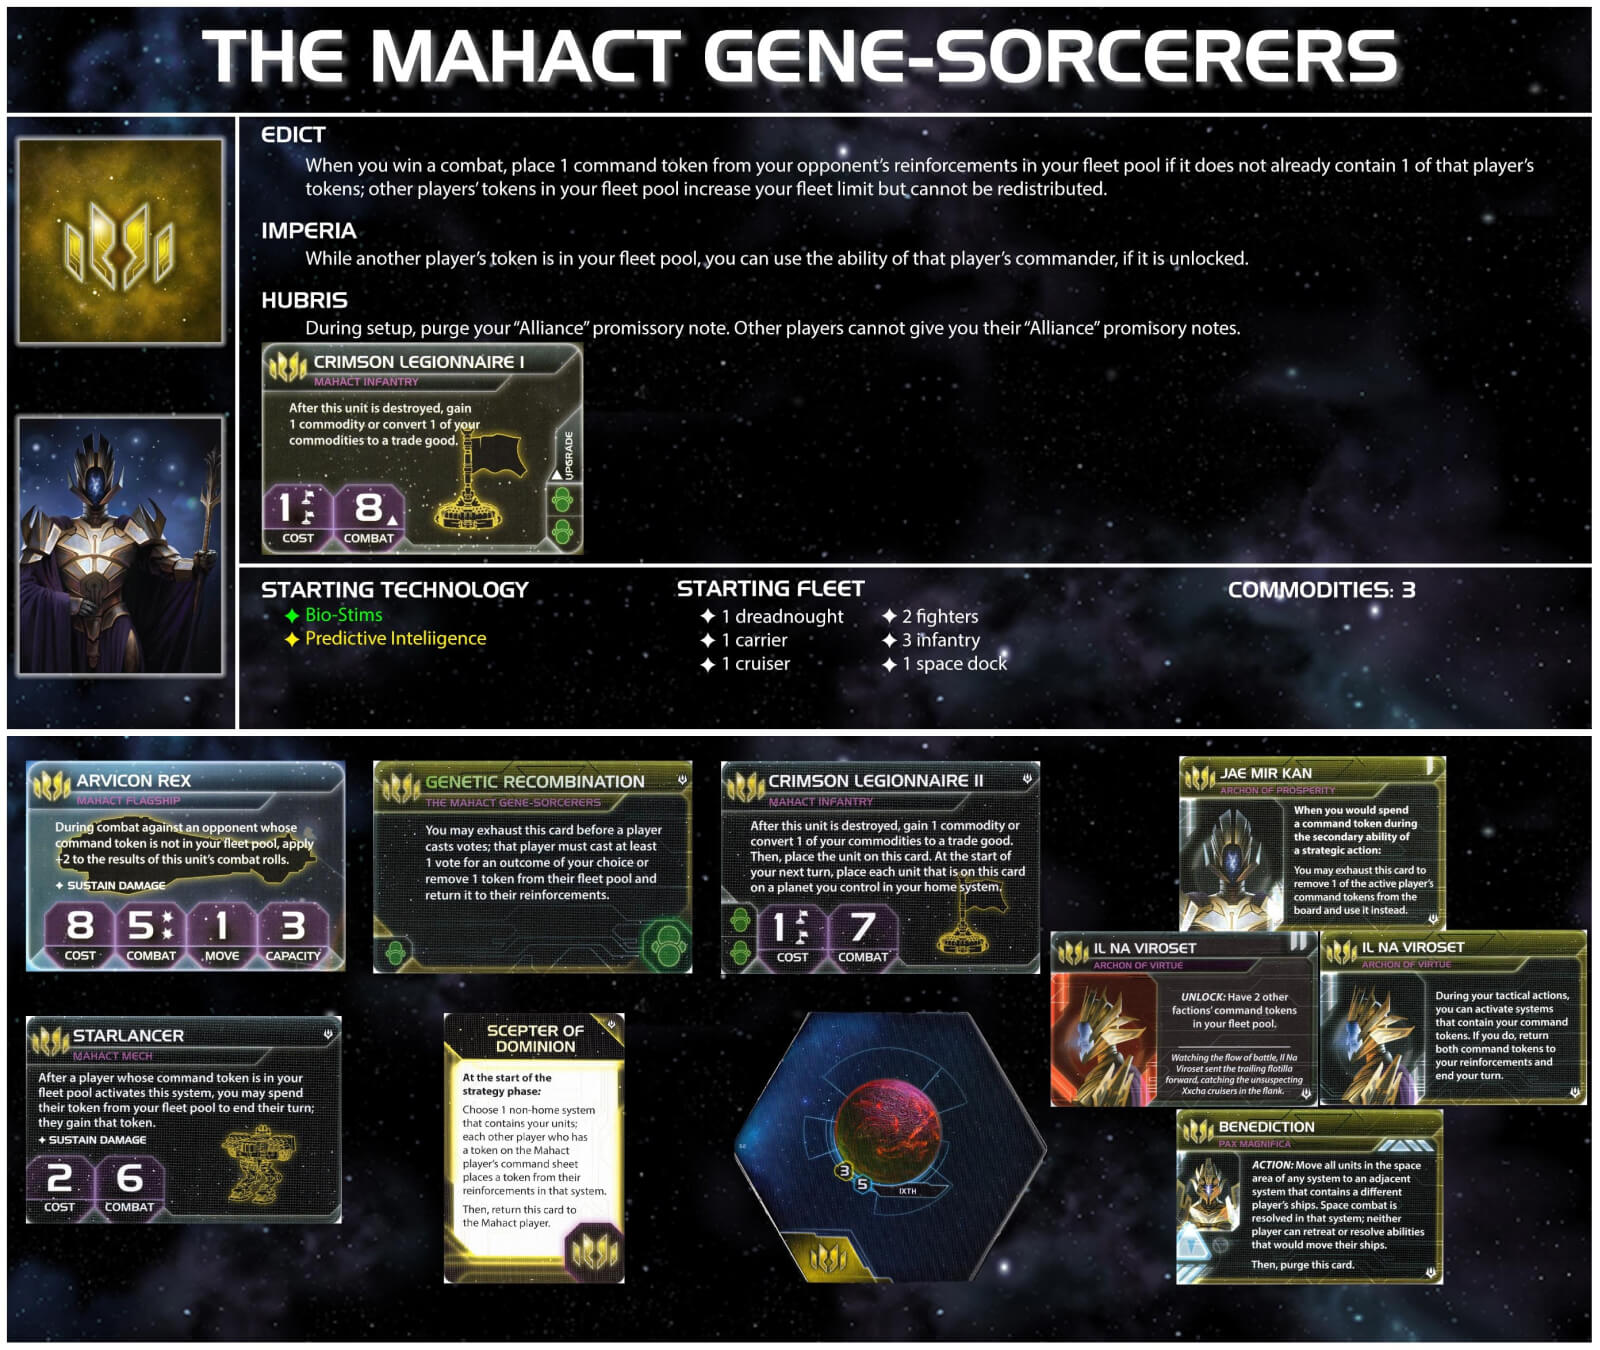 THE MAHACT GENE-SORCERERS
EDICT
When you win a combat, place 1 command token from your opponent's reinforcements in your fleet pool if it does not already contain 1 of that player's
tokens; other players' tokens in your fleet pool increase your fleet limit but cannot be redistributed.
IMPERIA
While another player's token is in your fleet pool, you can use the ability of that player's commander, if it is unlocked.
HUBRIS
During setup, purge your "Alliance" promissory note. Other players cannot give you their "Alliance" promisory notes.
CRIMSON LEGIONNAIRE I
MAHACT INFANTRY
After this unit is destroyed, gain
1 commodity or convert 1 of your
commodities to a trade good.
UPGRADE
1
COST
8
COMBAT
STARTING TECHNOLOGY
Bio-Stims
Predictive Inteliigence
STARTING FLEET
1 dreadnought
1 carrier
1 cruiser
2 fighters
3 infantry
1 space dock
COMMODITIES: 3
ARVICON REX
MAHACT FLAGSHIP
During combat against an opponent whose
command token is not in your fleet pool, apply
+2 to the results of this unit's combat rolls.
SUSTAIN DAMAGE
8
COST
5
COMBAT
1
MOVE
3
CAPACITY
GENETIC RECOMBINATION
THE MAHACT GENE-SORCERERS
You may exhaust this card before a player
casts votes; that player must cast at least
1 vote for an outcome of your choice or
remove 1 token from their fleet pool and
return it to their reinforcements.
CRIMSON LEGIONNAIRE II
MAHACT INFANTRY
After this unit is destroyed, gain 1 commodity or
convert 1 of your commodities to a trade good.
Then, place the unit on this card. At the start of
your next turn, place each unit that is on this card
on a planet you control in your home system.
1
COST
7
COMBAT
JAE MIR KAN
ARCHON OF PROSPERITY
When you would spend
a command token during
the secondary ability of
a strategic action:
You may exhaust this card to
remove 1 of the active player's
command tokens from the
board and use it instead.
IL NA VIROSET
ARCHON OF VIRTUE
UNLOCK: Have 2 other
factions' command tokens
in your fleet pool.
Watching the flow of battle, Il Na
Viroset sent the trailing flotilla
forward, catching the unsuspecting
Xxcha cruisers in the flank.
IL NA VIROSET
ARCHON OF VIRTUE
During your tactical actions,
you can activate systems
that contain your command
tokens. If you do, return
both command tokens to
your reinforcements and
end your turn.
STARLANCER
MAHACT MECH
After a player whose command token is in your
fleet pool activates this system, you may spend
their token from your fleet pool to end their turn;
they gain that token.
SUSTAIN DAMAGE
2
COST
6
COMBAT
SCEPTER OF
DOMINION
At the start of the
strategy phase:
Choose 1 non-home system
that contains your units;
each other player who has
a token on the Mahact
player's command sheet
places a token from their
reinforcements in that system.
Then, return this card to
the Mahact player.
52
3
5
IXTH
BENEDICTION
PAX MAGNIFICA
ACTION: Move all units in the space
area of any system to an adjacent
system that contains a different
player's ships. Space combat is
resolved in that system; neither
player can retreat or resolve abilities
that would move their ships.
Then, purge this card.